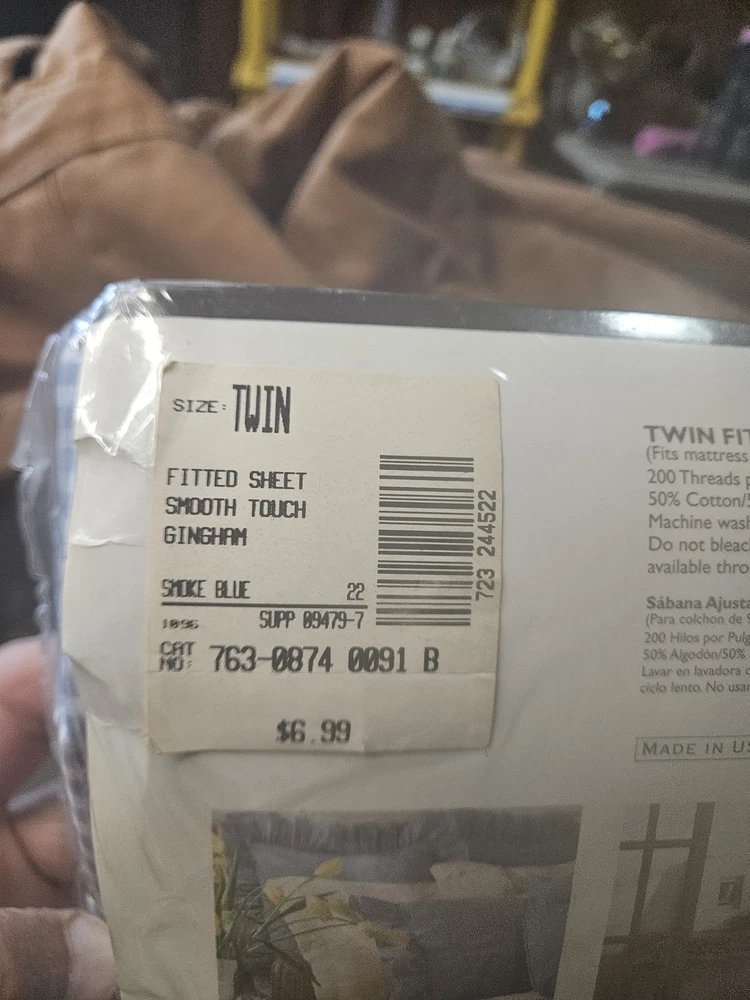 SIZE: TWIN
FITTED SHEET
SMOOTH TOUCH
GINGHAM
SMOKE BLUE 22
1096 SUPP 09479-7
CAT NO: 763-0874 0091 B
$6.99
723 244522
TWIN FIT
(Fits mattress
200 Threads p
50% Cotton/5
Machine wash
Do not bleac
available thro
Sábana Ajusta
(Para colchon de 9
200 Hilos por Pulg
50% Algodón/50%
Lavar en lavadora c
ciclo lento. No usar
MADE IN US